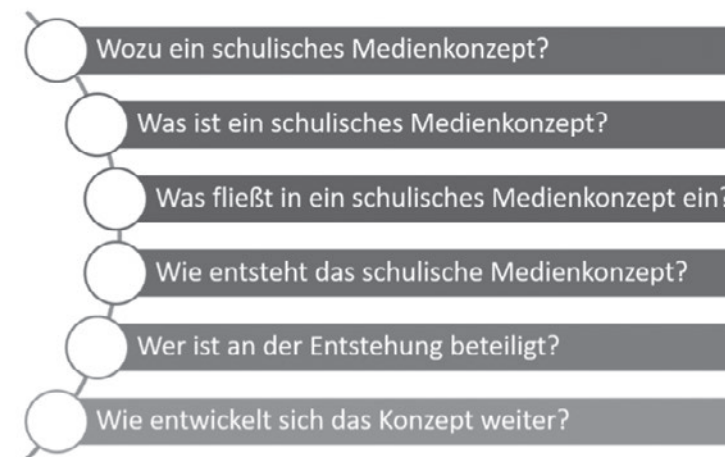 Wozu ein schulisches Medienkonzept?
Was ist ein schulisches Medienkonzept?
Was fließt in ein schulisches Medienkonzept ein?
Wie entsteht das schulische Medienkonzept?
Wer ist an der Entstehung beteiligt?
Wie entwickelt sich das Konzept weiter?